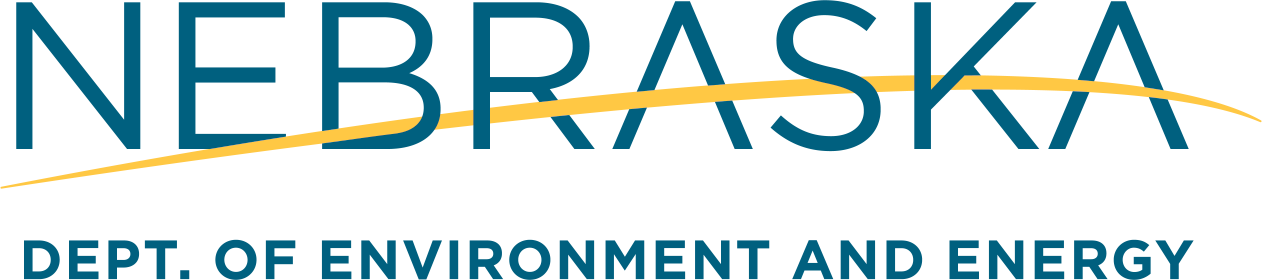 NEBRASKA
DEPT. OF ENVIRONMENT AND ENERGY